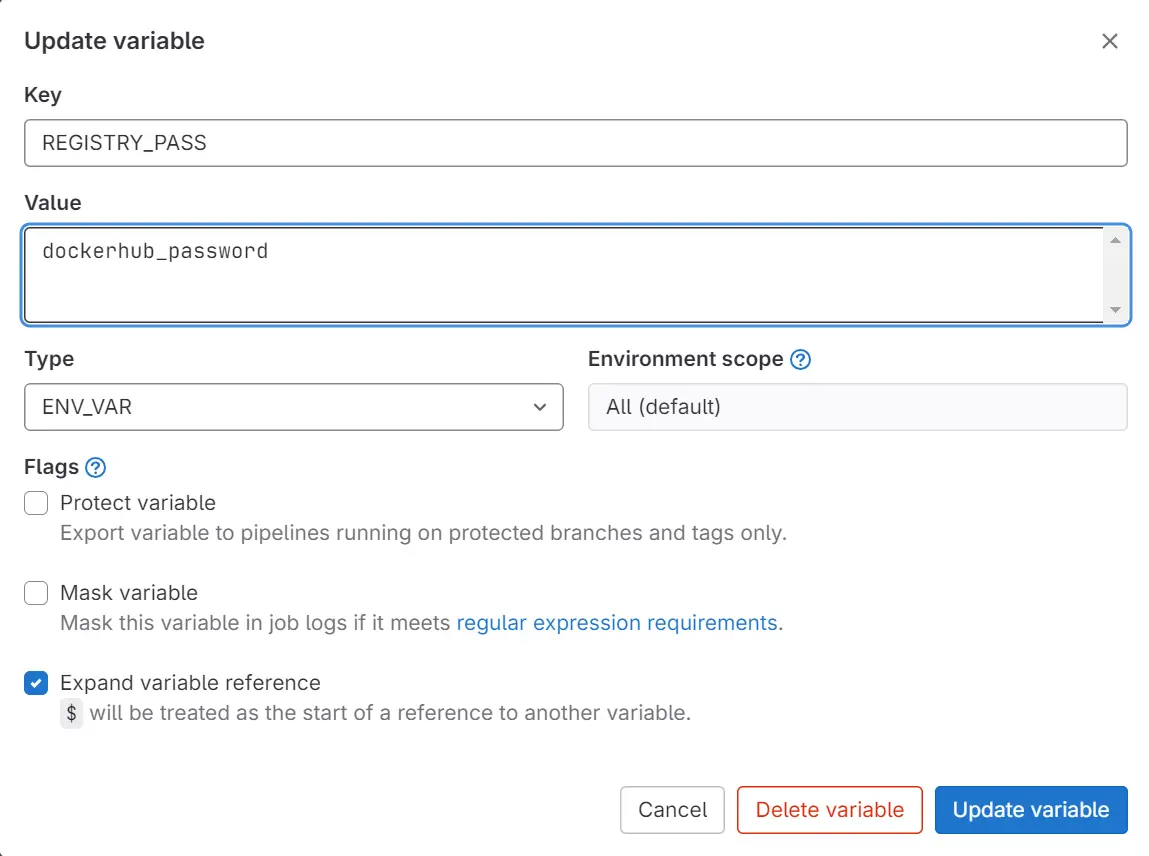 Update variable
Key
REGISTRY_PASS
Value
dockerhub_password
Type
Environment scope ?
ENV_VAR
All (default)
Flags ?
Protect variable
Export variable to pipelines running on protected branches and tags only.
Mask variable
Mask this variable in job logs if it meets regular expression requirements.
Expand variable reference
$ will be treated as the start of a reference to another variable.
Cancel
Delete variable
Update variable